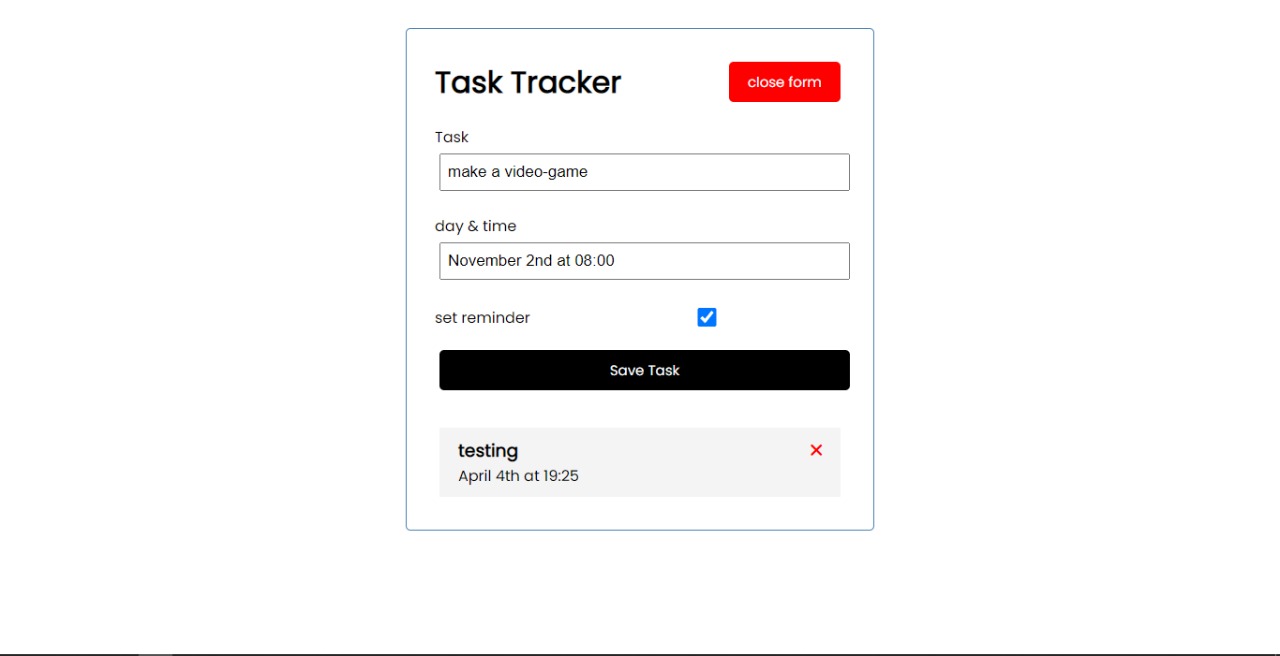 Task Tracker
close form
Task
make a video-game
day & time
November 2nd at 08:00
set reminder
Save Task
testing
April 4th at 19:25